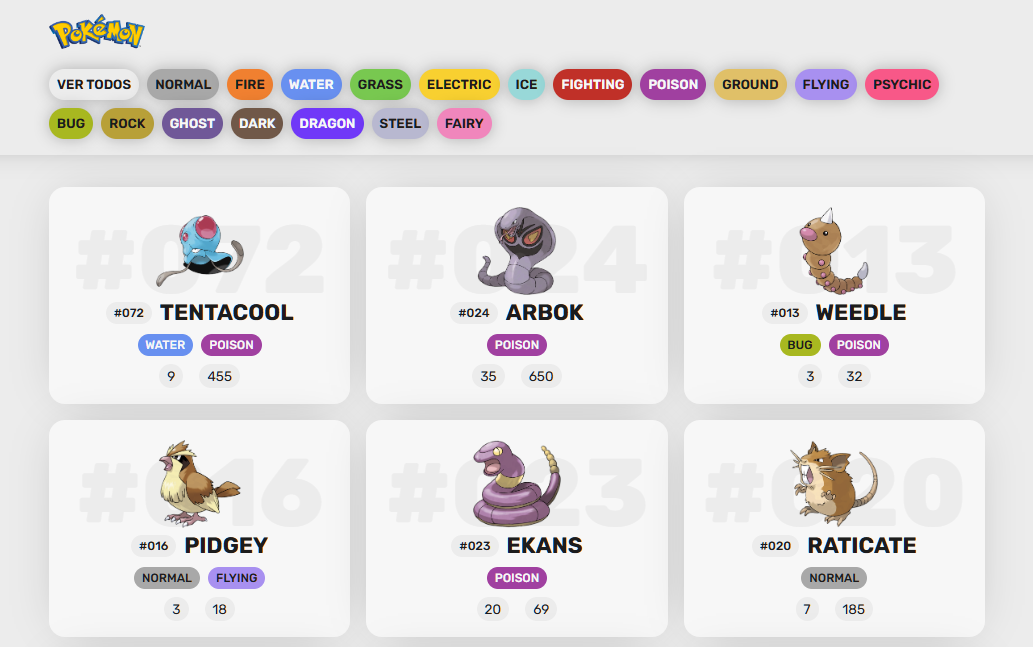 Pokémon
VER TODOS NORMAL FIRE WATER GRASS ELECTRIC ICE FIGHTING POISON GROUND FLYING PSYCHIC
BUG ROCK GHOST DARK DRAGON STEEL FAIRY
#072
#072 TENTACOOL
WATER POISON
9 455
#024
#024 ARBOK
POISON
35 650
#013
#013 WEEDLE
BUG POISON
3 32
#016
#016 PIDGEY
NORMAL FLYING
3 18
#023
#023 EKANS
POISON
20 69
#020
#020 RATICATE
NORMAL
7 185